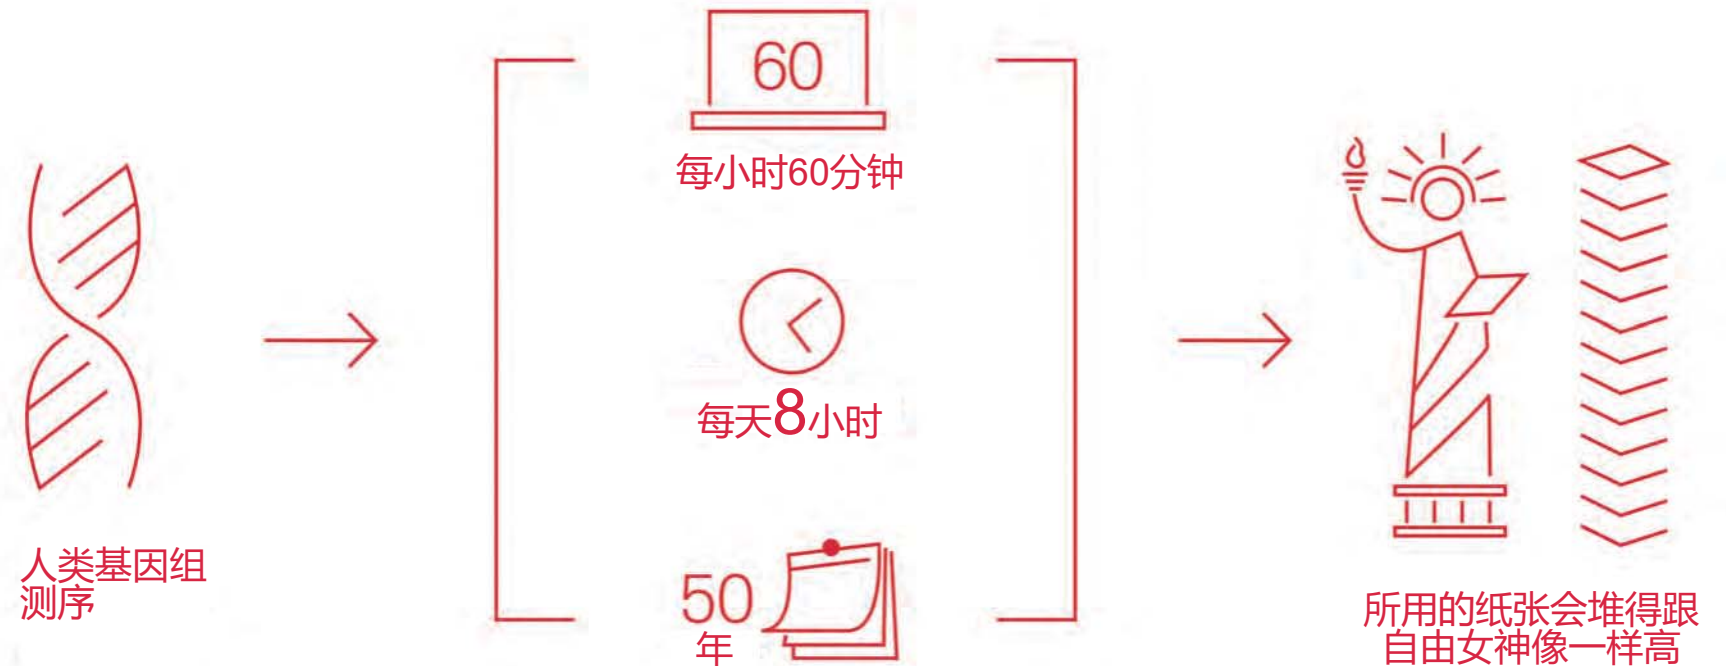 60
每小时60分钟
每天8小时
50
年
人类基因组
测序
所用的纸张会堆得跟
自由女神像一样高